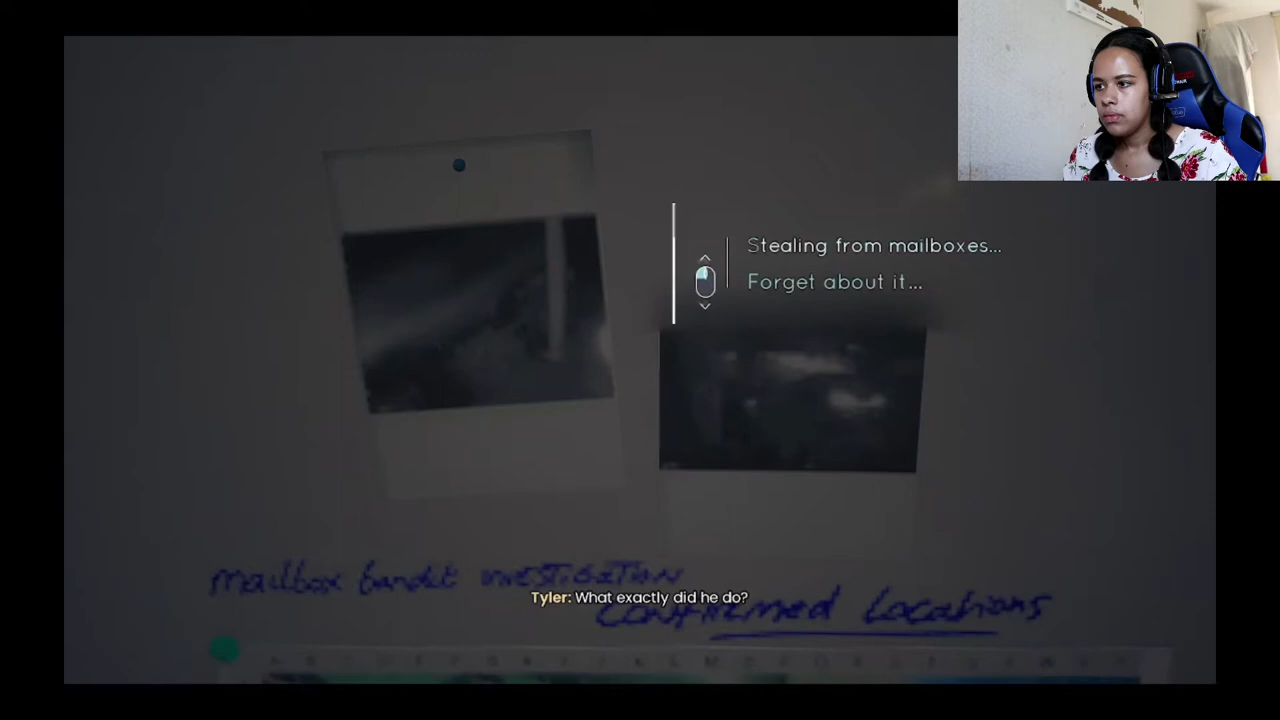 Stealing from mailboxes...
Forget about it...
mailbox bandit investigation
Tyler: What exactly did he do?
confirmed locations